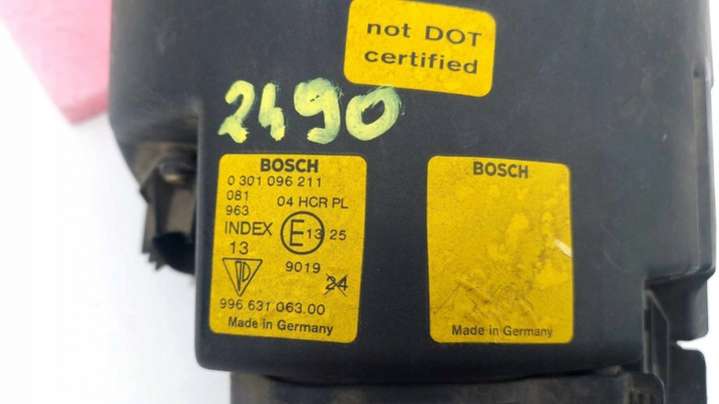 not DOT
certified
2490
BOSCH
0 301 096 211
081 04 HCR PL
963
INDEX E 13 25
13
9019
24
996.631 063.00
Made in Germany
BOSCH
Made in Germany